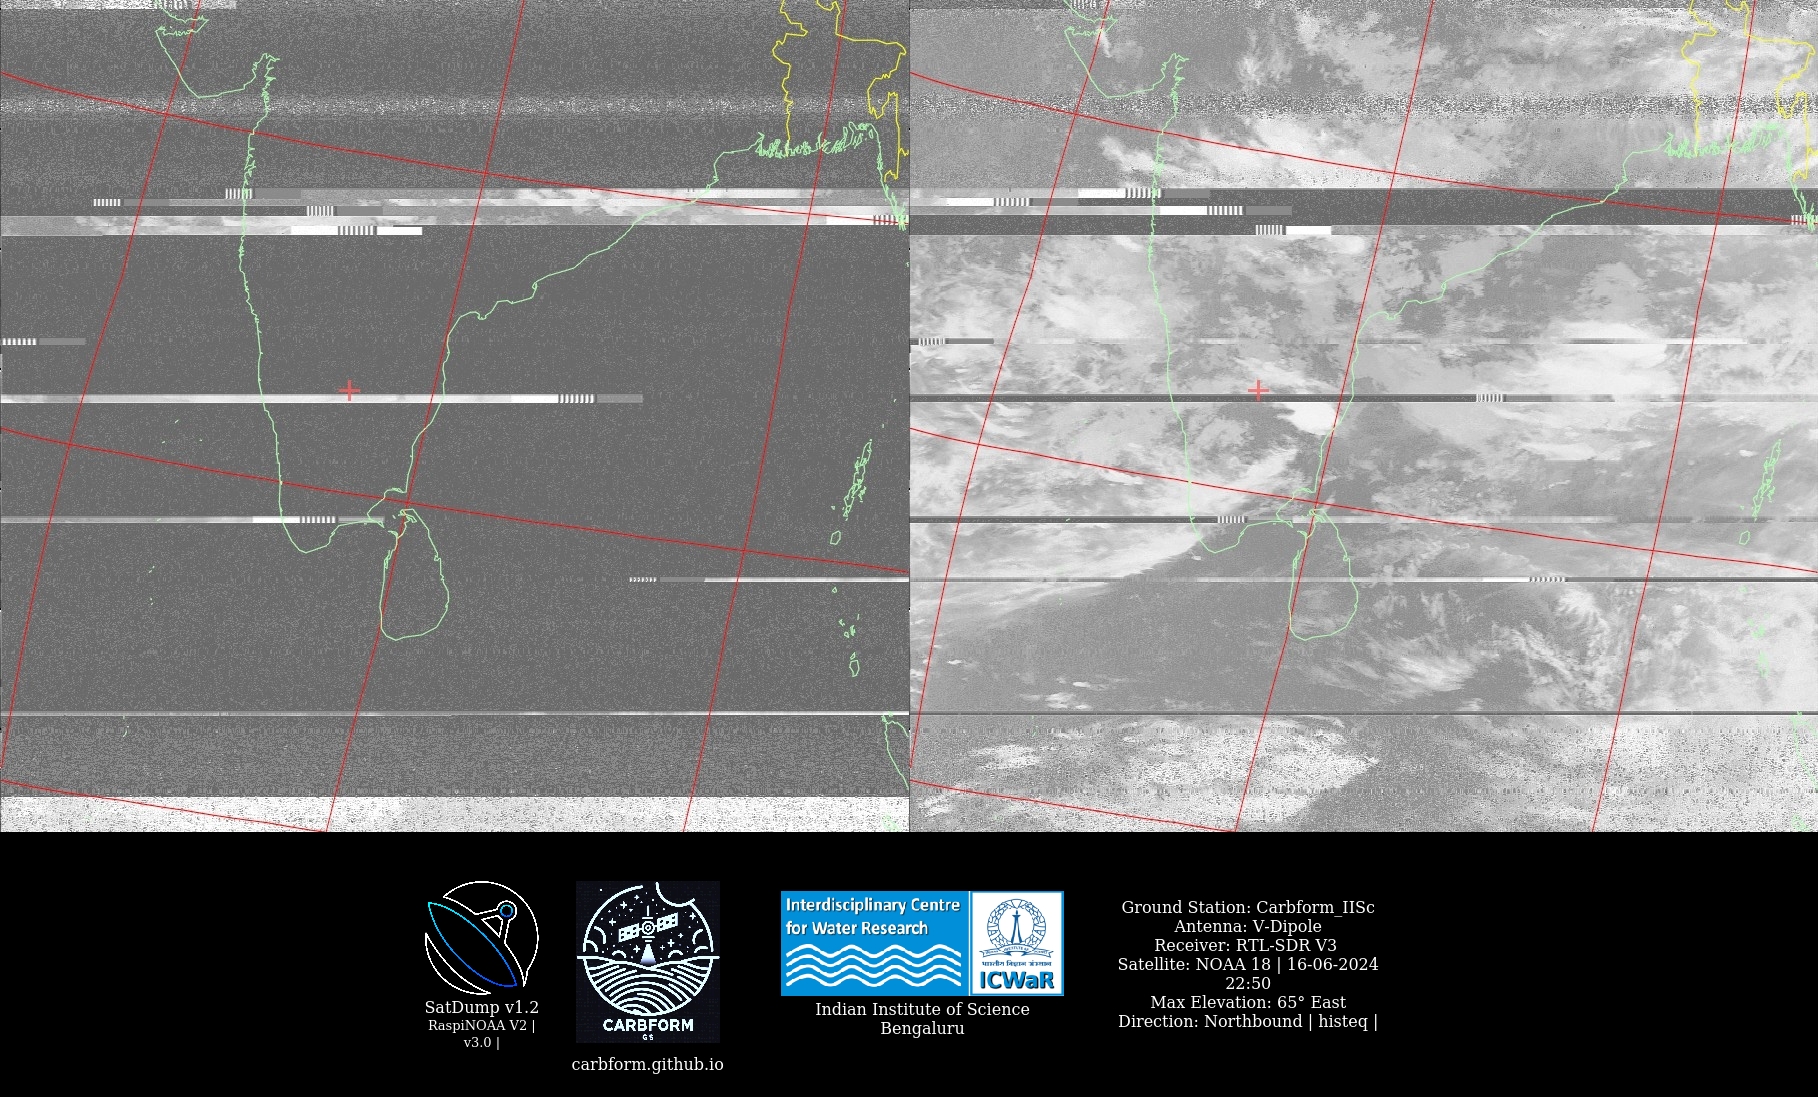 SatDump v1.2
RaspiNOAA V2 |
v3.0 |
CARBFORM
GS
carbform.github.io
Interdisciplinary Centre
for Water Research
ICWaR
Indian Institute of Science
Bengaluru
Ground Station: Carbform_IISc
Antenna: V-Dipole
Receiver: RTL-SDR V3
Satellite: NOAA 18 | 16-06-2024
22:50
Max Elevation: 65° East
Direction: Northbound | histeq |